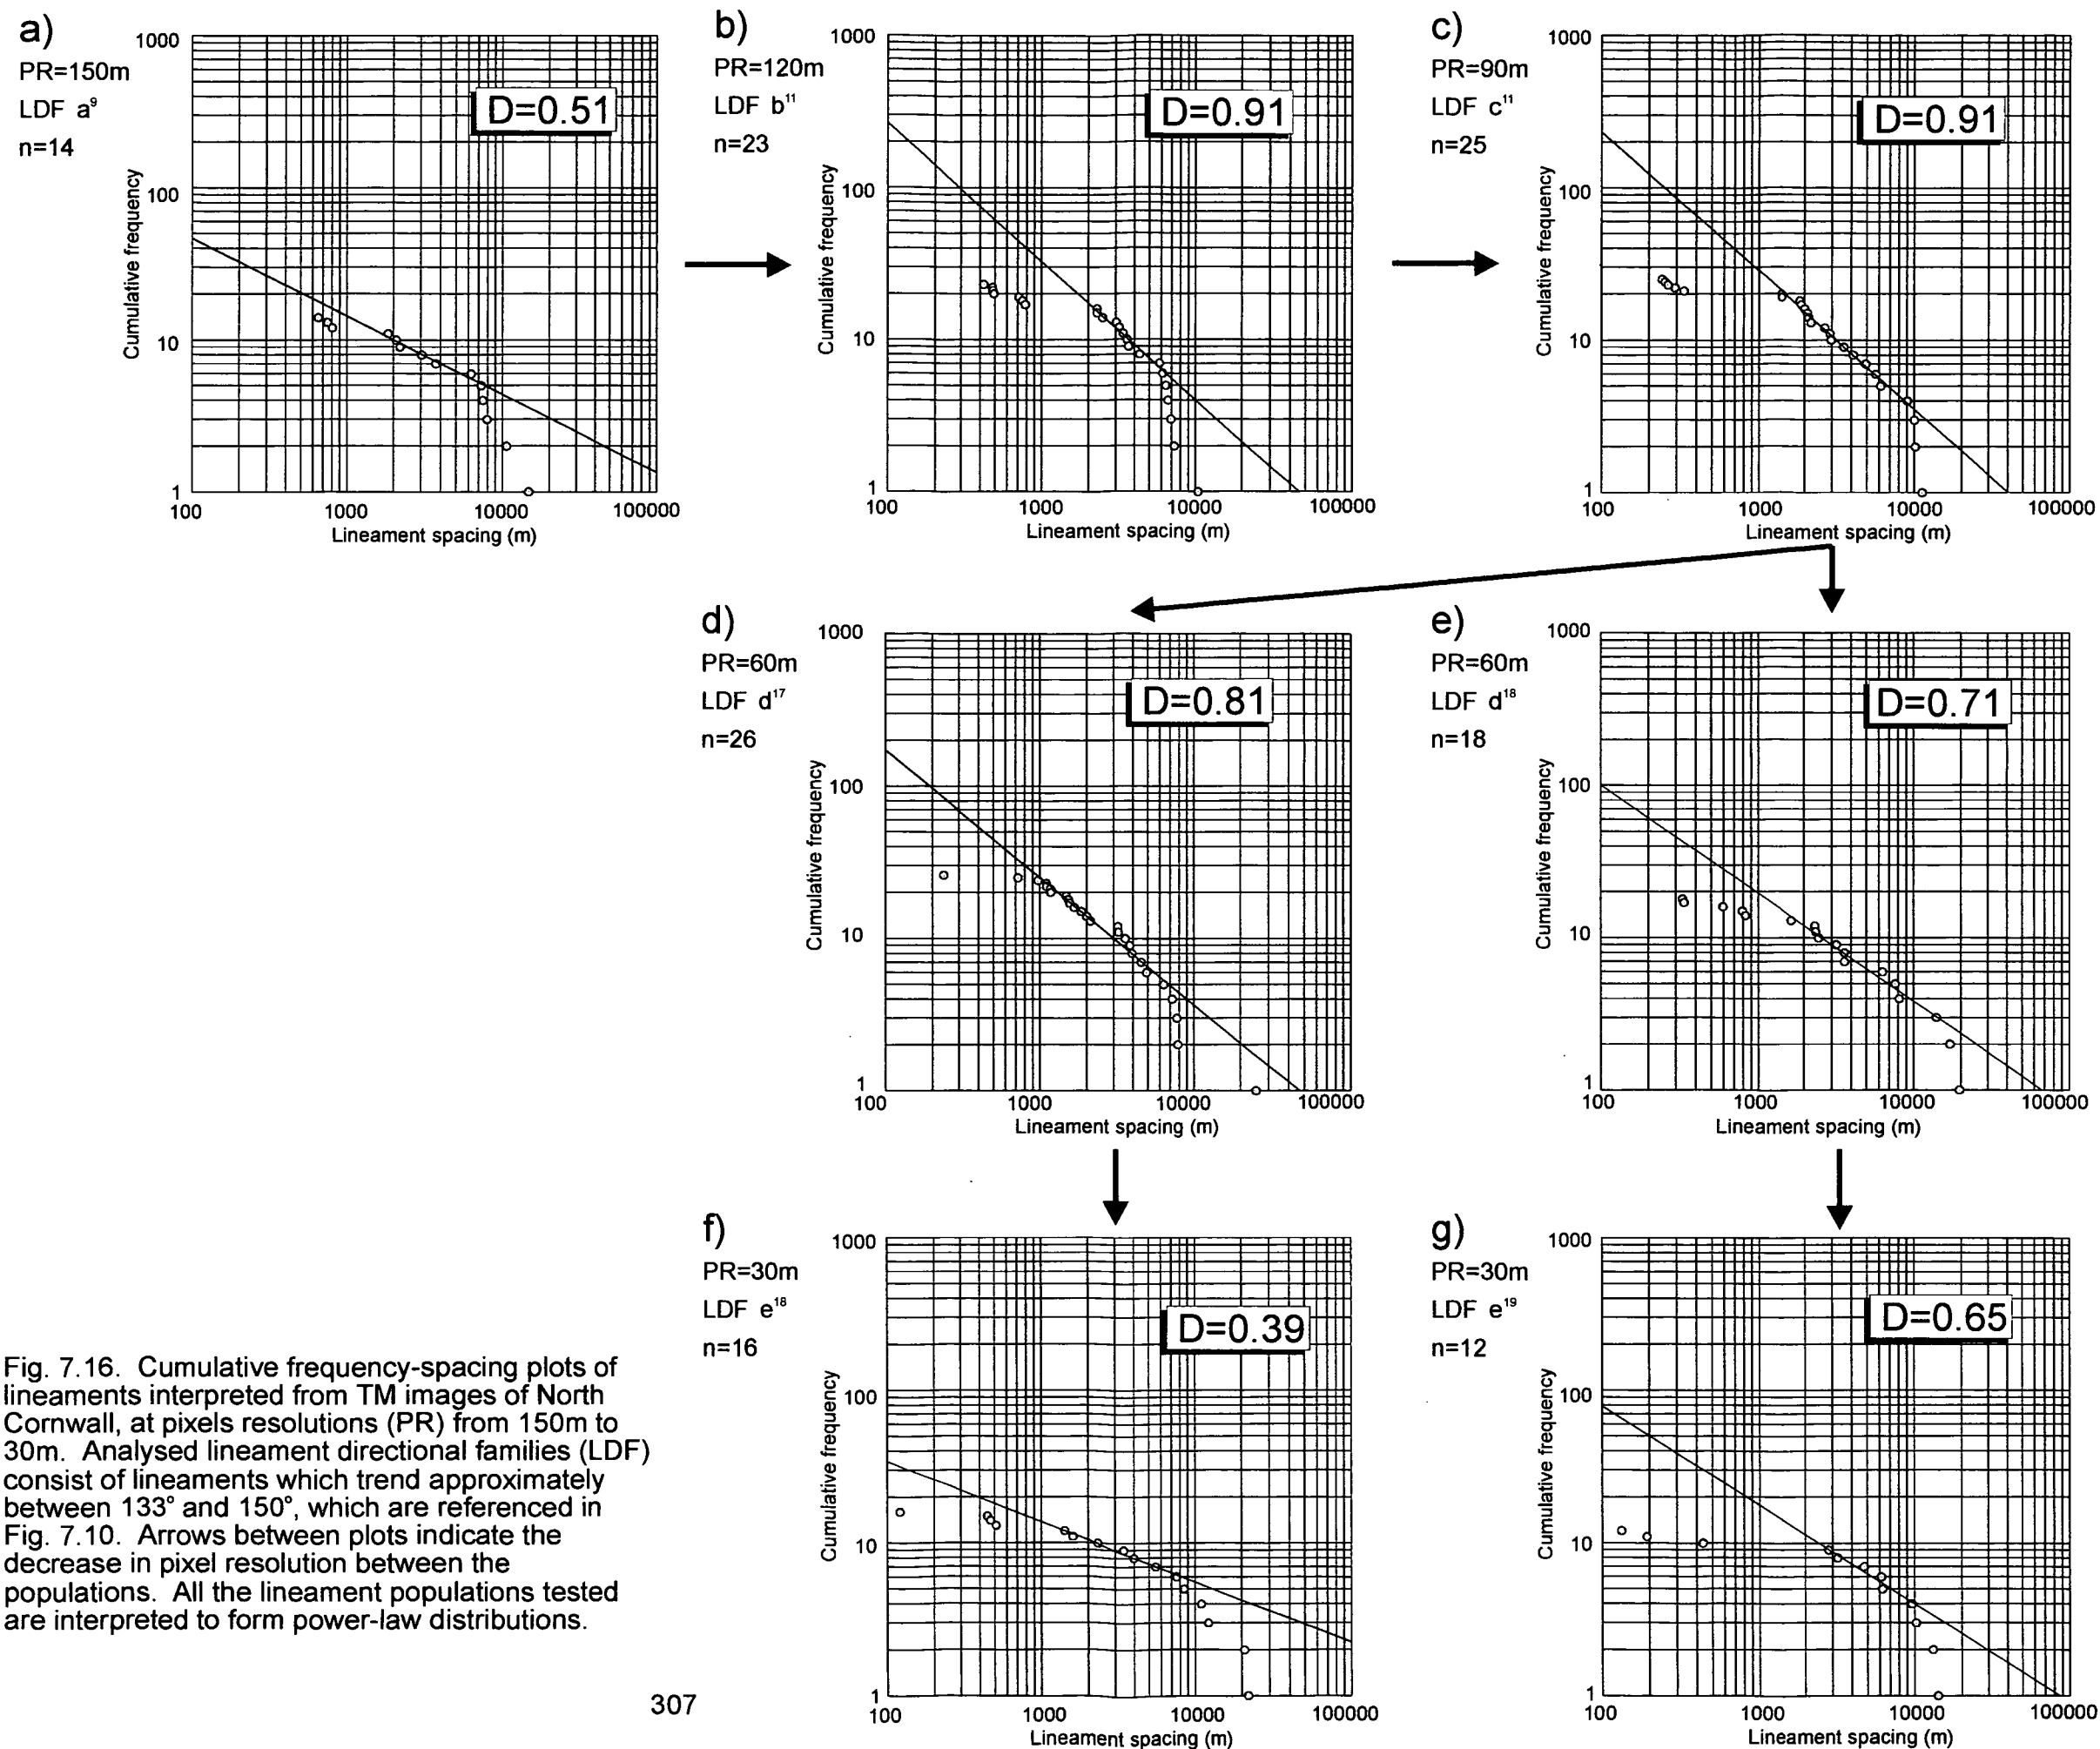 a)
PR=150m
LDF a⁹
n=14
D=0.51
1000
100
10
1
Cumulative frequency
100 1000 10000 100000
Lineament spacing (m)
b)
PR=120m
LDF b¹¹
n=23
D=0.91
1000
100
10
1
Cumulative frequency
100 1000 10000 100000
Lineament spacing (m)
c)
PR=90m
LDF c¹¹
n=25
D=0.91
1000
100
10
1
Cumulative frequency
100 1000 10000 100000
Lineament spacing (m)
d)
PR=60m
LDF d¹⁷
n=26
D=0.81
1000
100
10
1
Cumulative frequency
100 1000 10000 100000
Lineament spacing (m)
e)
PR=60m
LDF d¹⁸
n=18
D=0.71
1000
100
10
1
Cumulative frequency
100 1000 10000 100000
Lineament spacing (m)
f)
PR=30m
LDF e¹⁸
n=16
D=0.39
1000
100
10
1
Cumulative frequency
100 1000 10000 100000
Lineament spacing (m)
g)
PR=30m
LDF e¹⁹
n=12
D=0.65
1000
100
10
1
Cumulative frequency
100 1000 10000 100000
Lineament spacing (m)
Fig. 7.16. Cumulative frequency-spacing plots of
lineaments interpreted from TM images of North
Cornwall, at pixels resolutions (PR) from 150m to
30m. Analysed lineament directional families (LDF)
consist of lineaments which trend approximately
between 133° and 150°, which are referenced in
Fig. 7.10. Arrows between plots indicate the
decrease in pixel resolution between the
populations. All the lineament populations tested
are interpreted to form power-law distributions.
307